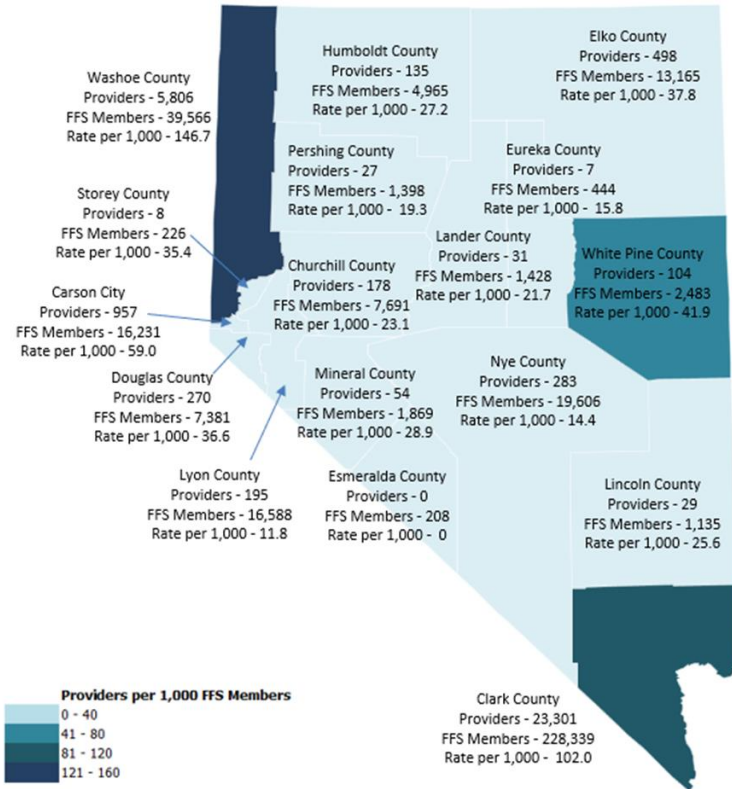 Humboldt County
Providers - 135
FFS Members - 4,965
Rate per 1,000 - 27.2
Elko County
Providers - 498
FFS Members - 13,165
Rate per 1,000 - 37.8
Washoe County
Providers - 5,806
FFS Members - 39,566
Rate per 1,000 - 146.7
Pershing County
Providers - 27
FFS Members - 1,398
Rate per 1,000 - 19.3
Eureka County
Providers - 7
FFS Members - 444
Rate per 1,000 - 15.8
Storey County
Providers - 8
FFS Members - 226
Rate per 1,000 - 35.4
Lander County
Providers - 31
FFS Members - 1,428
Rate per 1,000 - 21.7
White Pine County
Providers - 104
FFS Members - 2,483
Rate per 1,000 - 41.9
Churchill County
Providers - 178
FFS Members - 7,691
Rate per 1,000 - 23.1
Carson City
Providers - 957
FFS Members - 16,231
Rate per 1,000 - 59.0
Douglas County
Providers - 270
FFS Members - 7,381
Rate per 1,000 - 36.6
Mineral County
Providers - 54
FFS Members - 1,869
Rate per 1,000 - 28.9
Nye County
Providers - 283
FFS Members - 19,606
Rate per 1,000 - 14.4
Lyon County
Providers - 195
FFS Members - 16,588
Rate per 1,000 - 11.8
Esmeralda County
Providers - 0
FFS Members - 208
Rate per 1,000 - 0
Lincoln County
Providers - 29
FFS Members - 1,135
Rate per 1,000 - 25.6
Clark County
Providers - 23,301
FFS Members - 228,339
Rate per 1,000 - 102.0
Providers per 1,000 FFS Members
0 - 40
41 - 80
81 - 120
121 - 160